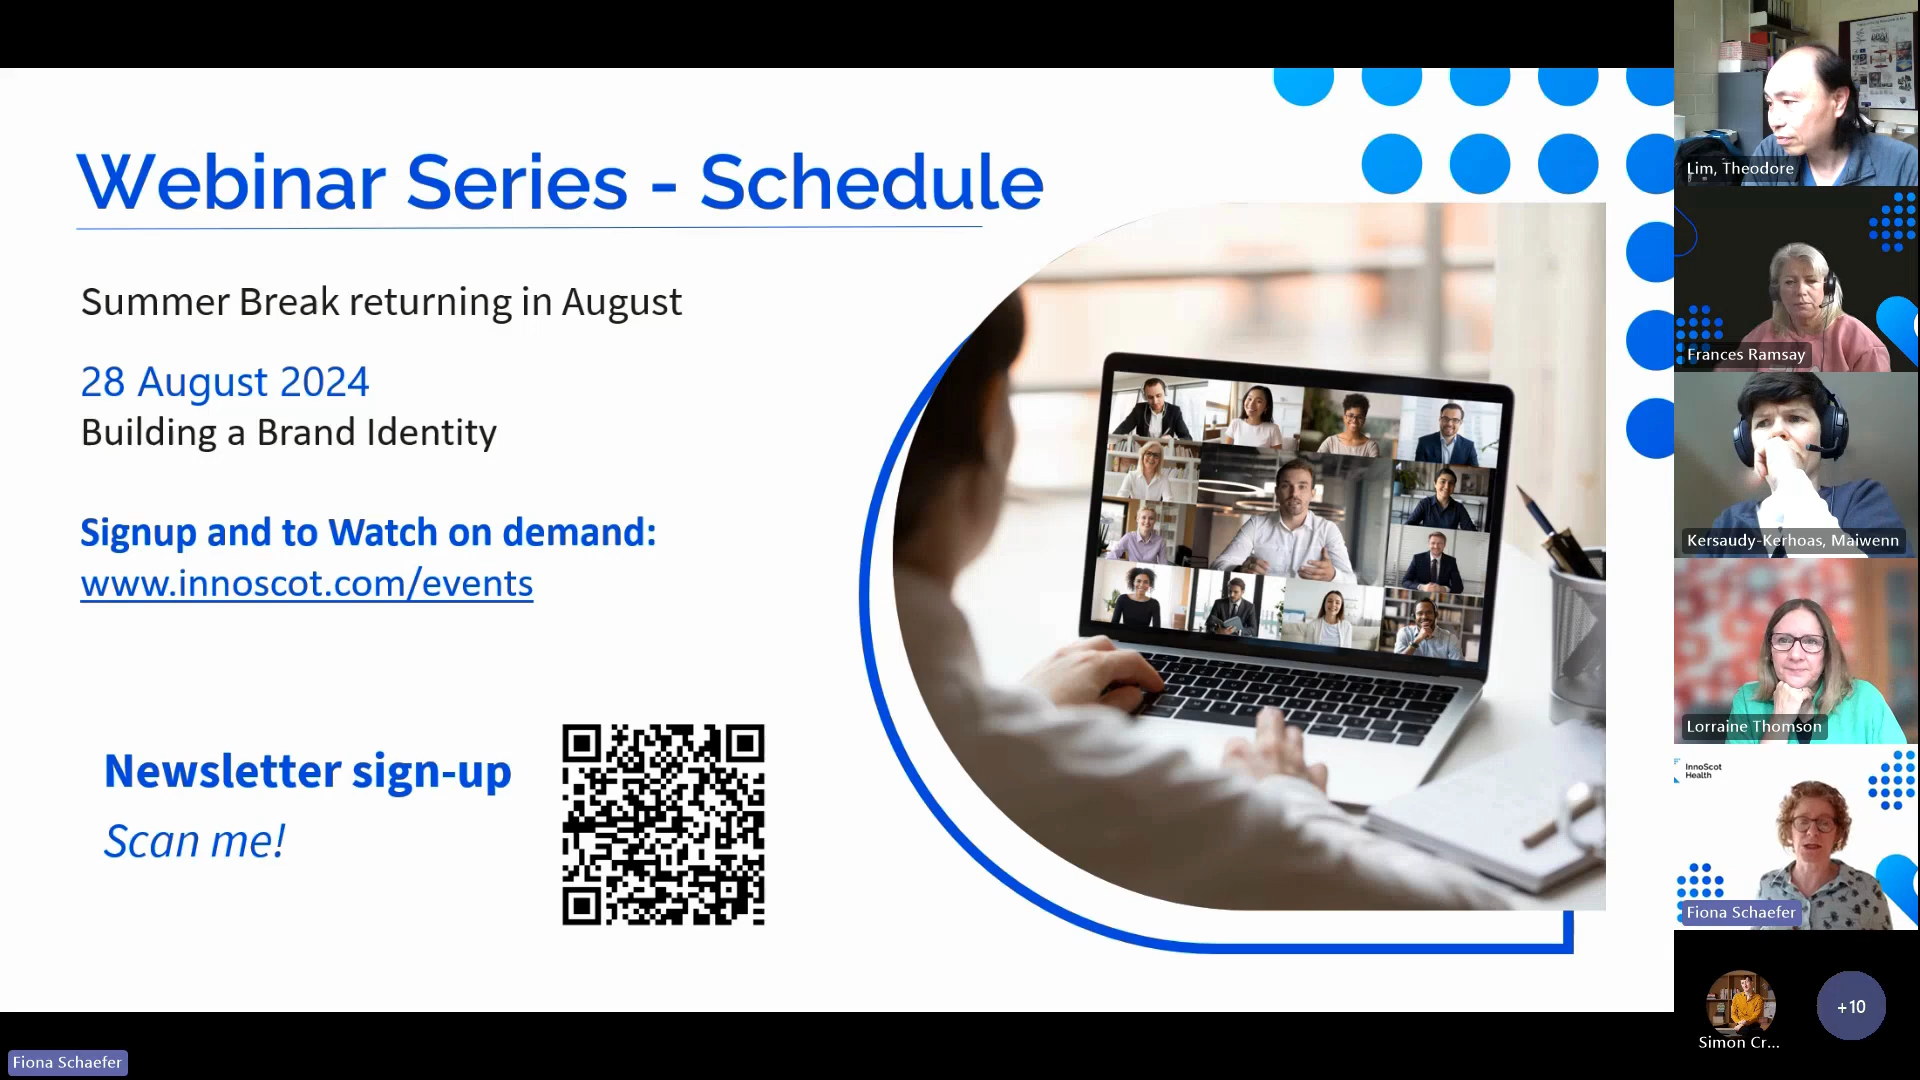 Webinar Series - Schedule
Summer Break returning in August
28 August 2024
Building a Brand Identity
Signup and to Watch on demand:
www.innoscot.com/events
Newsletter sign-up
Scan me!
Lim, Theodore
Frances Ramsay
Kersaudy-Kerhoas, Maiwenn
Lorraine Thomson
InnoScot
Health
Fiona Schaefer
+10
Simon Cr...
Fiona Schaefer